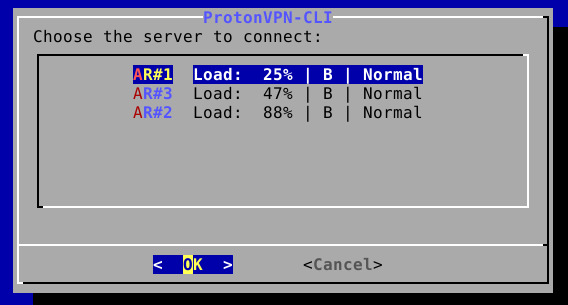 ProtonVPN-CLI
Choose the server to connect:
AR#1 Load: 25% | B | Normal
AR#3 Load: 47% | B | Normal
AR#2 Load: 88% | B | Normal
< OK > <Cancel>